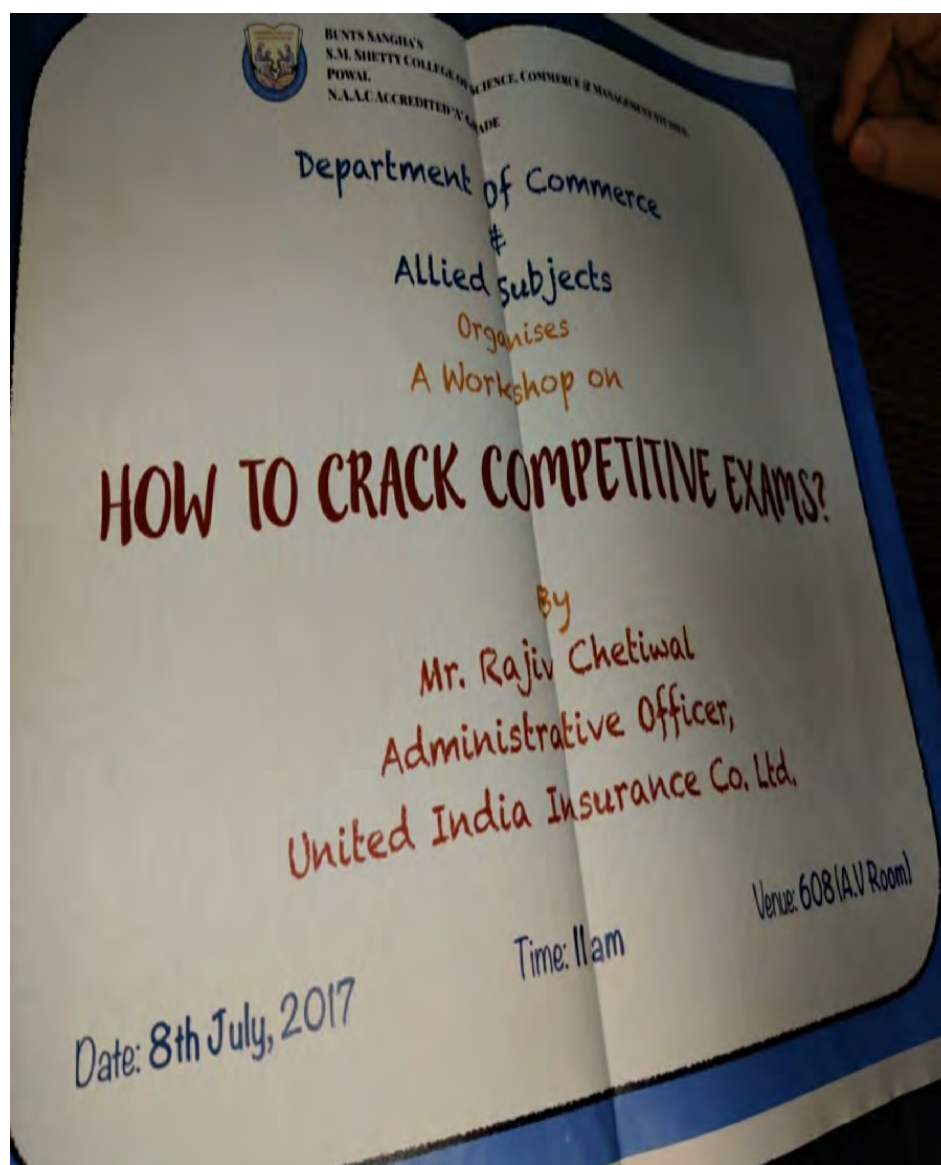 BUNTS SANGHA'S
S.M. SHETTY COLLEGE OF SCIENCE, COMMERCE & MANAGEMENT STUDIES,
POWAI.
N.A.A.C ACCREDITED 'A' GRADE
Department of Commerce
&
Allied Subjects
Organises
A Workshop on
HOW TO CRACK COMPETITIVE EXAMS?
By
Mr. Rajiv Chetiwal
Administrative Officer,
United India Insurance Co. Ltd.
Venue: 608 (A.V Room)
Time: 11am
Date: 8th July, 2017